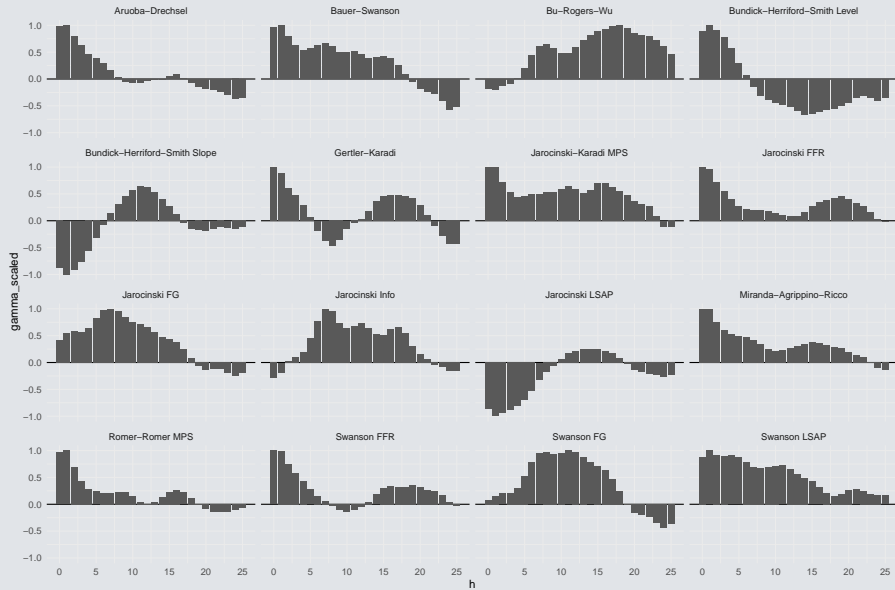 Aruoba−Drechsel Bauer−Swanson Bu−Rogers−Wu Bundick−Herriford−Smith Level
1.0
0.5
0.0
−0.5
−1.0
Bundick−Herriford−Smith Slope Gertler−Karadi Jarocinski−Karadi MPS Jarocinski FFR
1.0
0.5
0.0
−0.5
−1.0
gamma_scaled
Jarocinski FG Jarocinski Info Jarocinski LSAP Miranda−Agrippino−Ricco
1.0
0.5
0.0
−0.5
−1.0
Romer−Romer MPS Swanson FFR Swanson FG Swanson LSAP
1.0
0.5
0.0
−0.5
−1.0
0 5 10 15 20 25 0 5 10 15 20 25 0 5 10 15 20 25 0 5 10 15 20 25
h